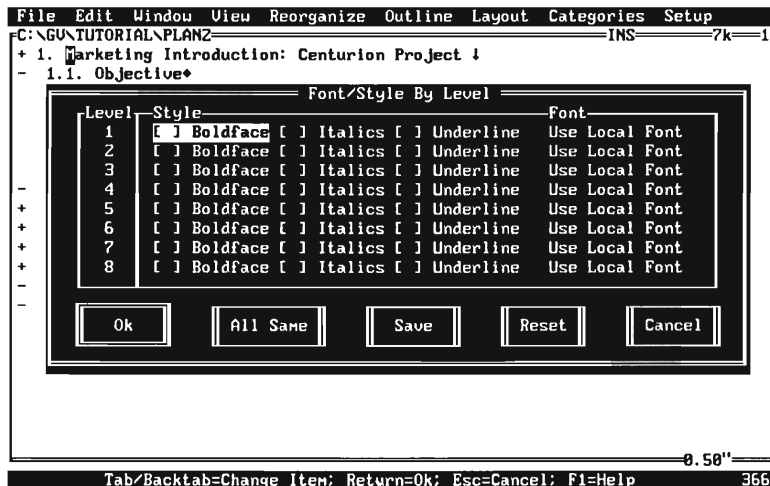 File Edit Window View Reorganize Outline Layout Categories Setup
C:\GV\TUTORIAL\PLAN2 INS 7k 1
+ 1. Marketing Introduction: Centurion Project ↓
- 1.1. Objective♦
Font/Style By Level
Level Style Font
1 [ ] Boldface [ ] Italics [ ] Underline Use Local Font
2 [ ] Boldface [ ] Italics [ ] Underline Use Local Font
3 [ ] Boldface [ ] Italics [ ] Underline Use Local Font
- 4 [ ] Boldface [ ] Italics [ ] Underline Use Local Font
+ 5 [ ] Boldface [ ] Italics [ ] Underline Use Local Font
+ 6 [ ] Boldface [ ] Italics [ ] Underline Use Local Font
+ 7 [ ] Boldface [ ] Italics [ ] Underline Use Local Font
+ 8 [ ] Boldface [ ] Italics [ ] Underline Use Local Font
-
-
Ok All Same Save Reset Cancel
0.50"
Tab/Backtab=Change Item; Return=Ok; Esc=Cancel; F1=Help 366